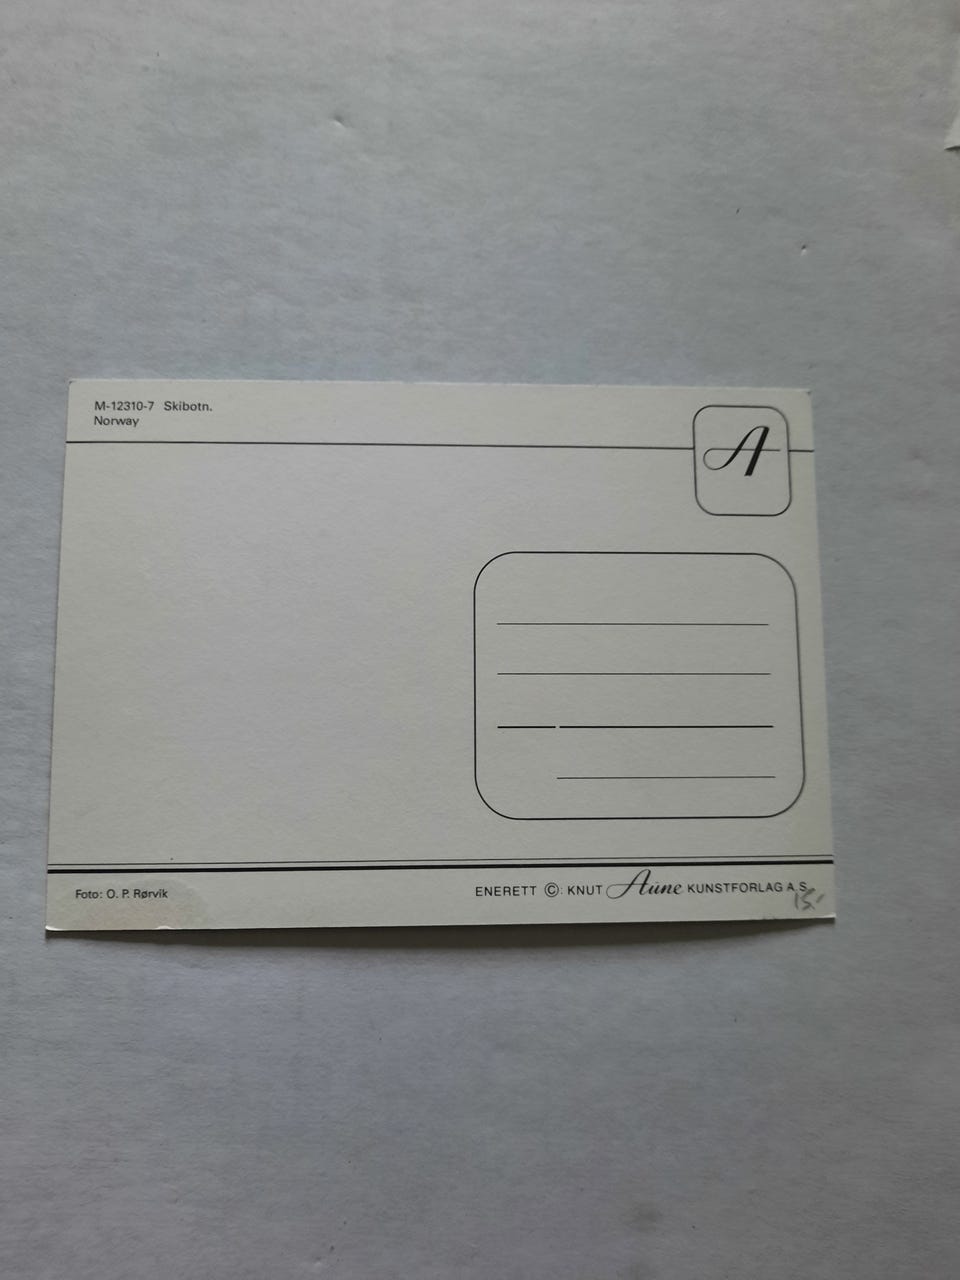 M-12310-7 Skibotn.
Norway
A
Foto: O. P. Rørvik
ENERETT ©: KNUT Aune KUNSTFORLAG A.S.
15,-